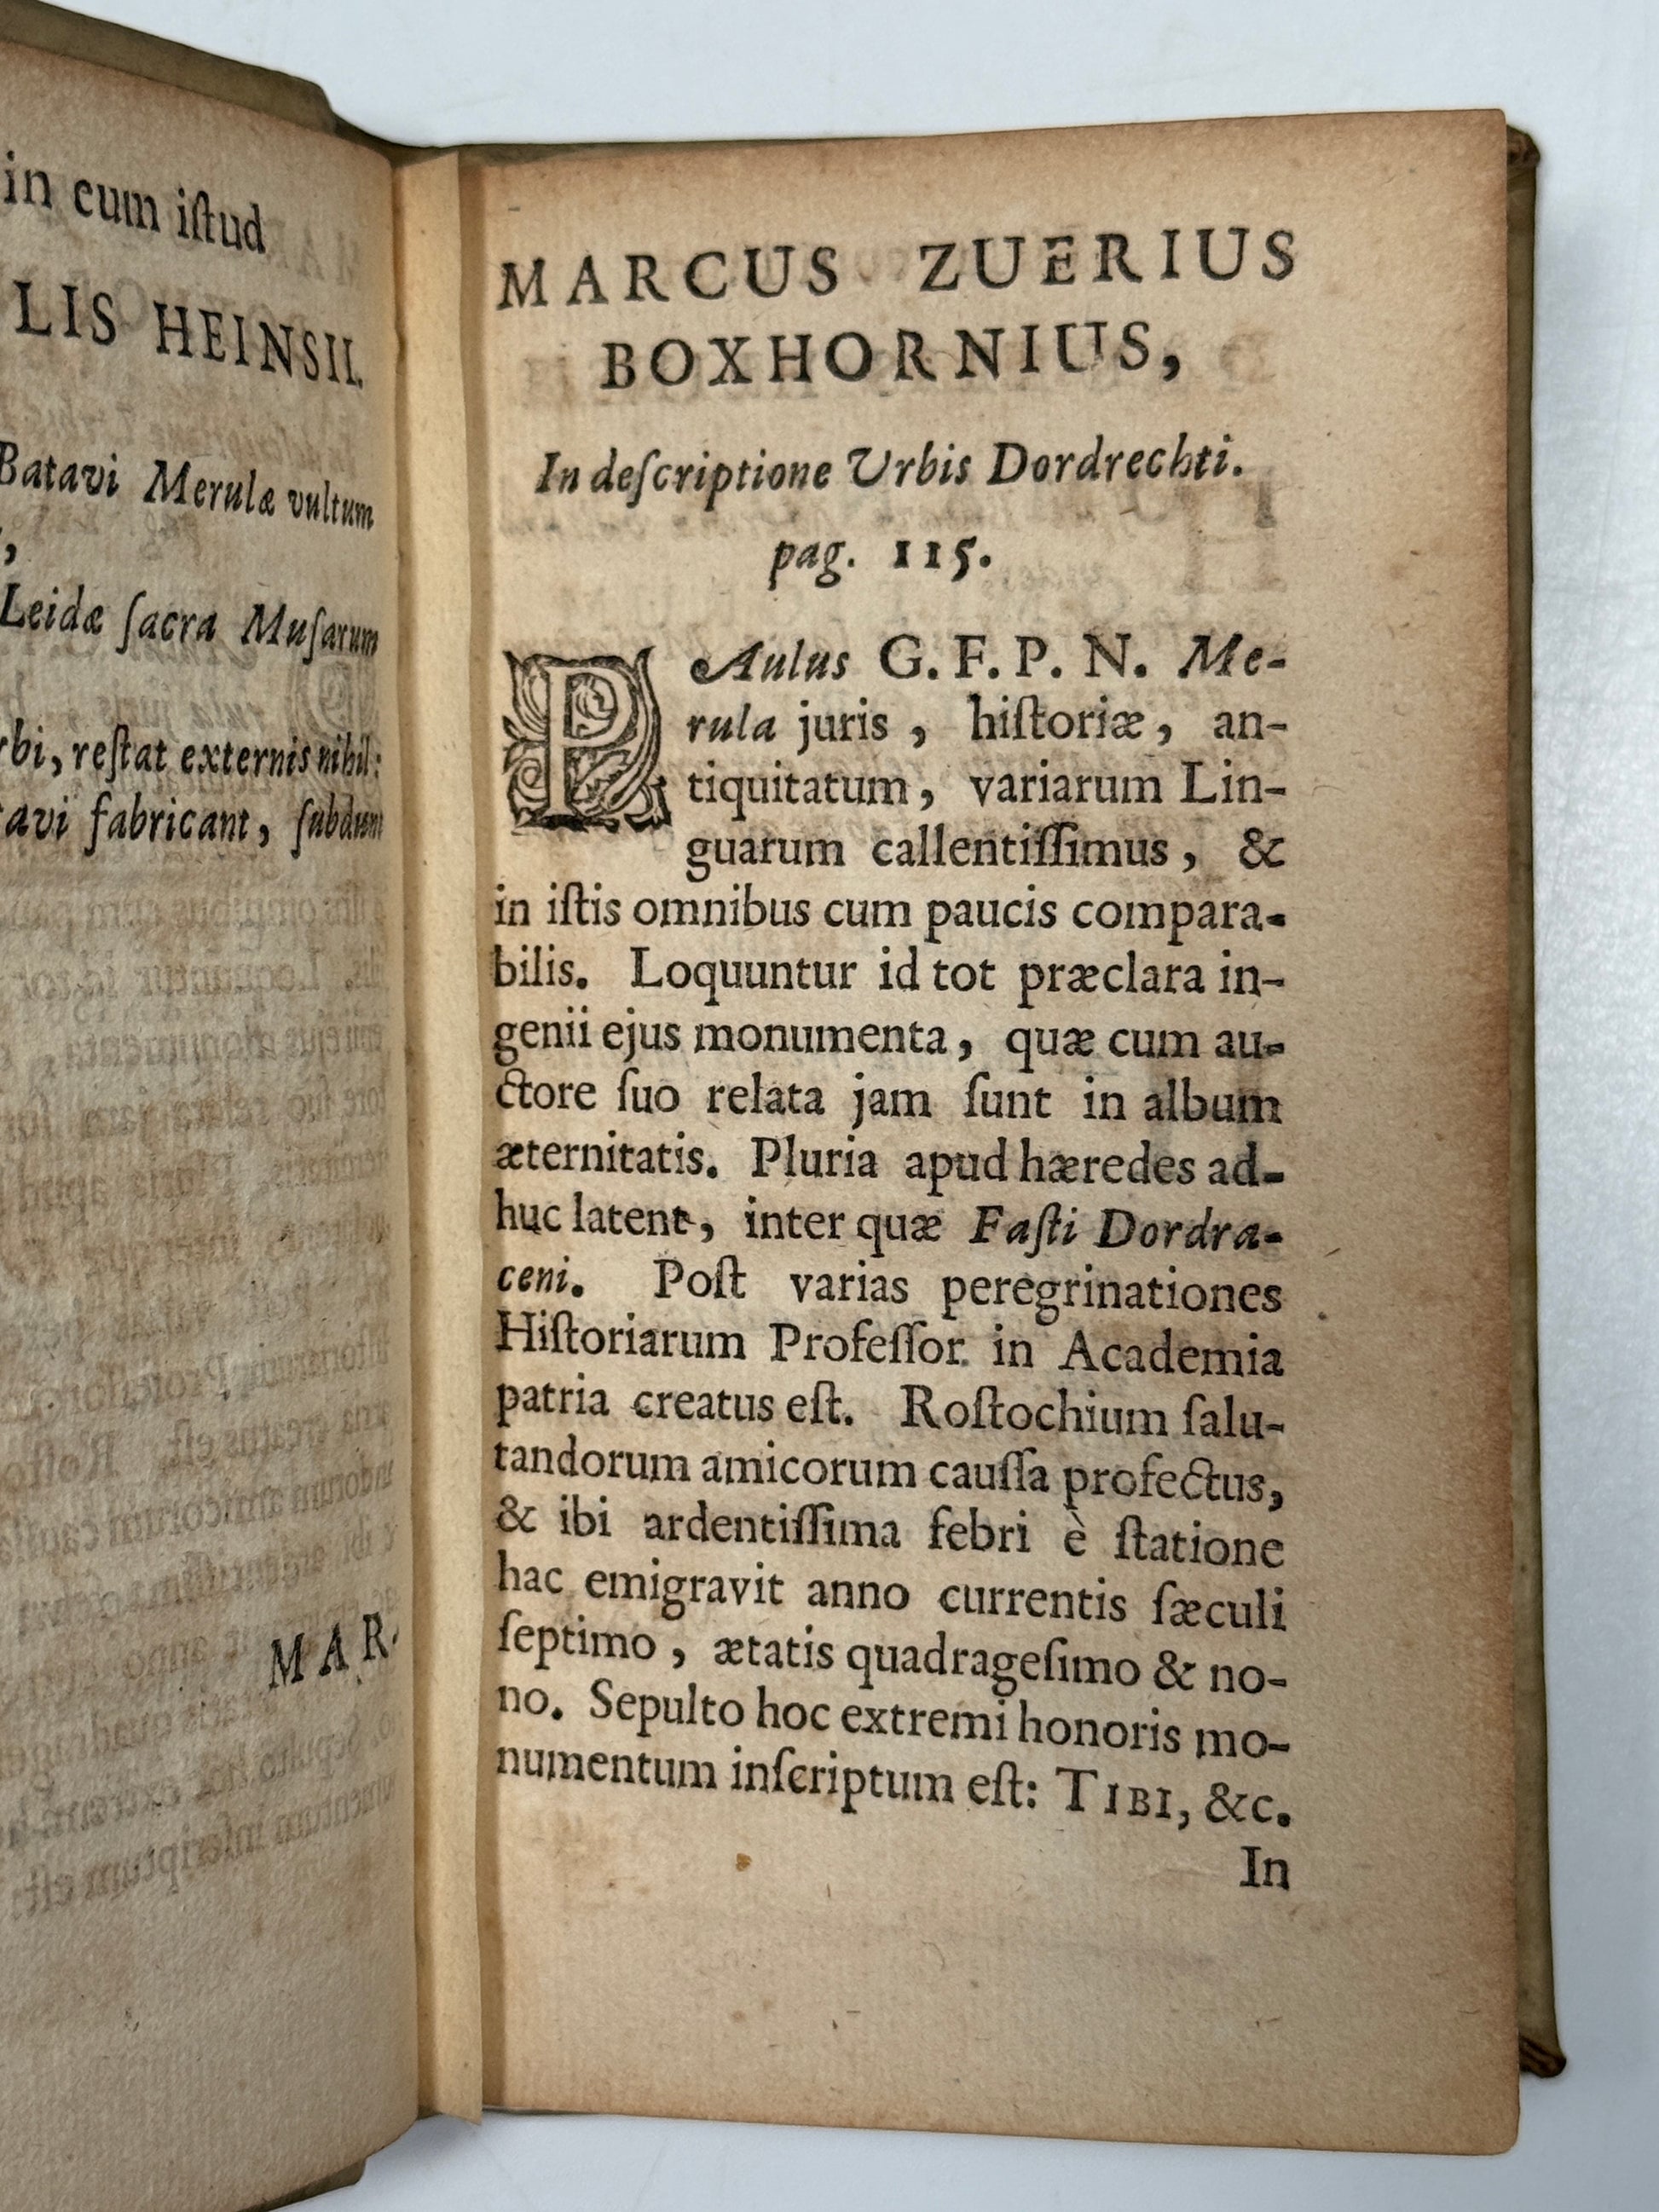 in eum iſtud
LIS HEINSII.
Batavi Merulæ vultum
,
Leidæ ſacra Muſarum
rbi, reſtat externis nihil:
tavi fabricant, ſubdunt
MAR-
MARCUS ZUERIUS
BOXHORNIUS,
In deſcriptione Urbis Dordrechti.
pag. 115.
PAulus G. F. P. N. Me-
rula juris, hiſtoriæ, an-
tiquitatum, variarum Lin-
guarum callentiſſimus, &
in iſtis omnibus cum paucis compara-
bilis. Loquuntur id tot præclara in-
genii ejus monumenta, quæ cum au-
ctore ſuo relata jam ſunt in album
æternitatis. Pluria apud hæredes ad-
huc latent, inter quæ Faſti Dordra-
ceni. Poſt varias peregrinationes
Hiſtoriarum Profeſſor in Academia
patria creatus eſt. Roſtochium ſalu-
tandorum amicorum cauſſa profectus,
& ibi ardentiſſima febri è ſtatione
hac emigravit anno currentis ſæculi
ſeptimo, ætatis quadrageſimo & no-
no. Sepulto hoc extremi honoris mo-
numentum inſcriptum eſt: TIBI, &c.
In